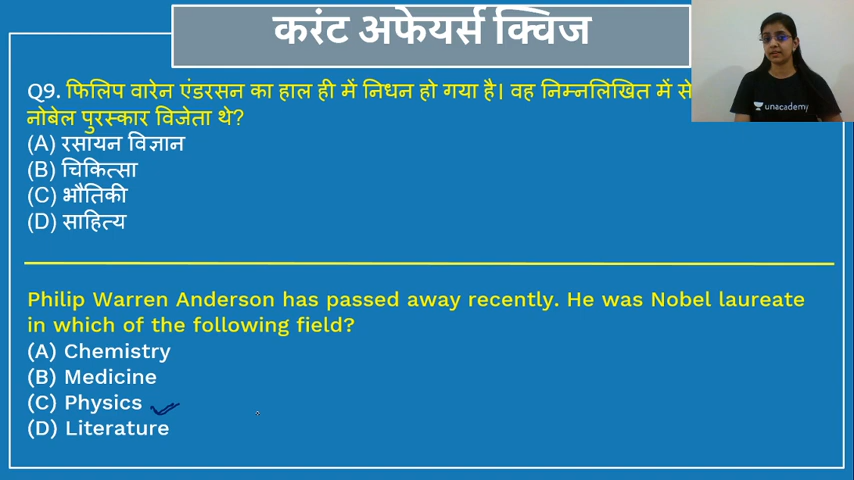 करंट अफेयर्स क्विज
unacademy
Q9. फिलिप वारेन एंडरसन का हाल ही में निधन हो गया है। वह निम्नलिखित में से
नोबेल पुरस्कार विजेता थे?
(A) रसायन विज्ञान
(B) चिकित्सा
(C) भौतिकी
(D) साहित्य
Philip Warren Anderson has passed away recently. He was Nobel laureate
in which of the following field?
(A) Chemistry
(B) Medicine
(C) Physics
(D) Literature